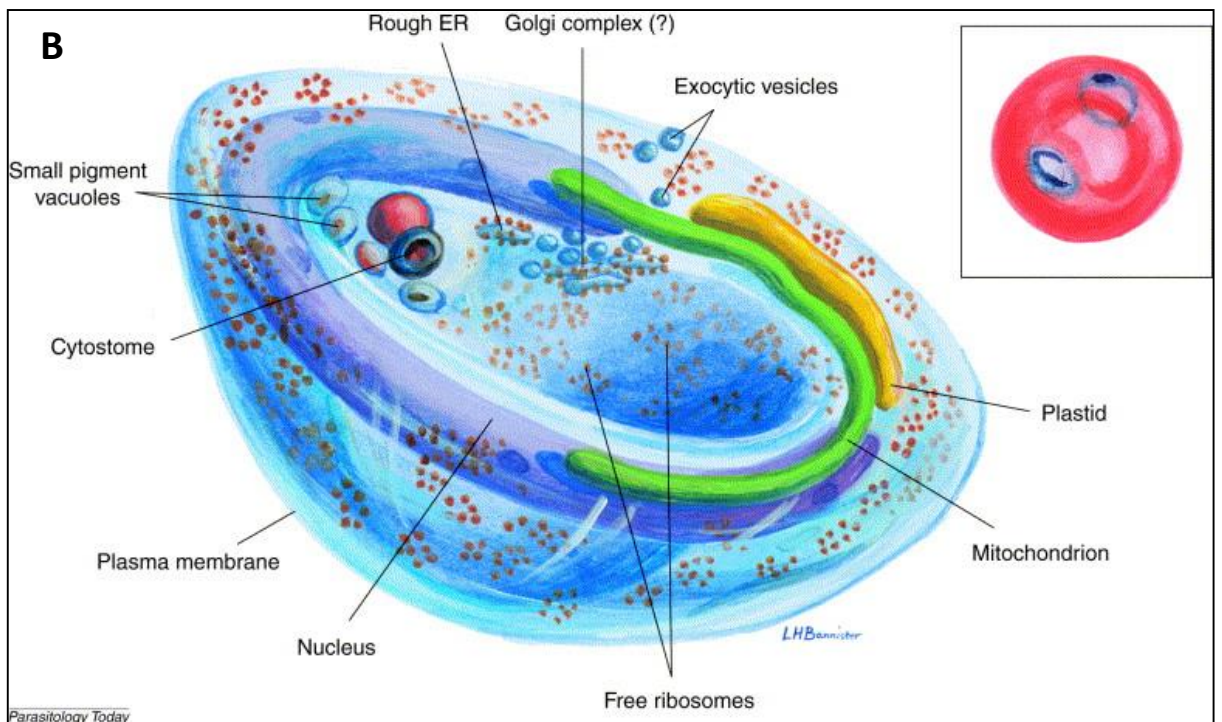 B
Rough ER
Golgi complex (?)
Exocytic vesicles
Small pigment
vacuoles
Cytostome
Plastid
Plasma membrane
Mitochondrion
Nucleus
LHBannister
Free ribosomes
Parasitology Today